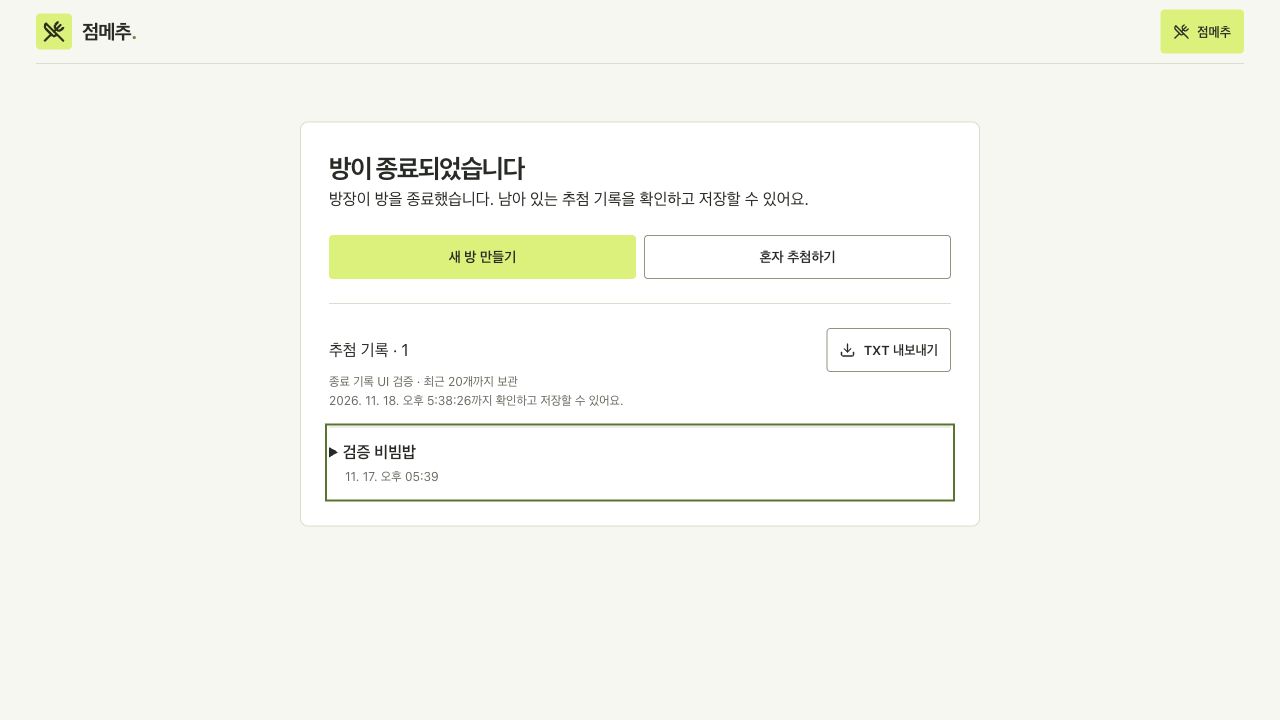 점메추.
점메추
방이 종료되었습니다
방장이 방을 종료했습니다. 남아 있는 추첨 기록을 확인하고 저장할 수 있어요.
새 방 만들기
혼자 추첨하기
추첨 기록 · 1
TXT 내보내기
종료 기록 UI 검증 · 최근 20개까지 보관
2026. 11. 18. 오후 5:38:26까지 확인하고 저장할 수 있어요.
검증 비빔밥
11. 17. 오후 05:39